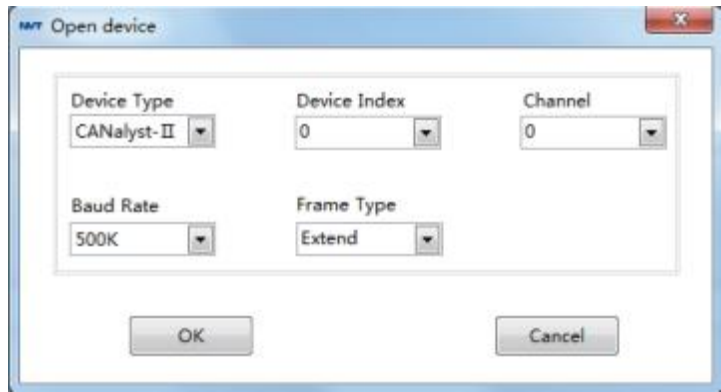 NVT Open device
Device Type Device Index Channel
CANalyst-II 0 0
Baud Rate Frame Type
500K Extend
OK Cancel